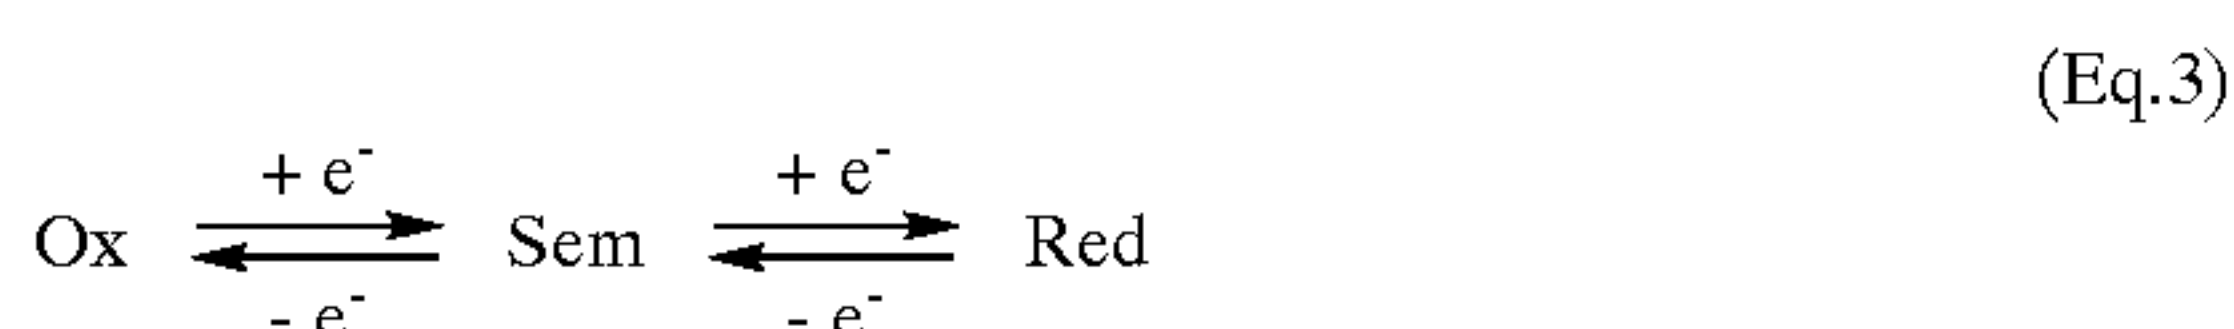 (Eq.3)
+ e⁻ + e⁻
Ox ⇌ Sem ⇌ Red
- e⁻ - e⁻